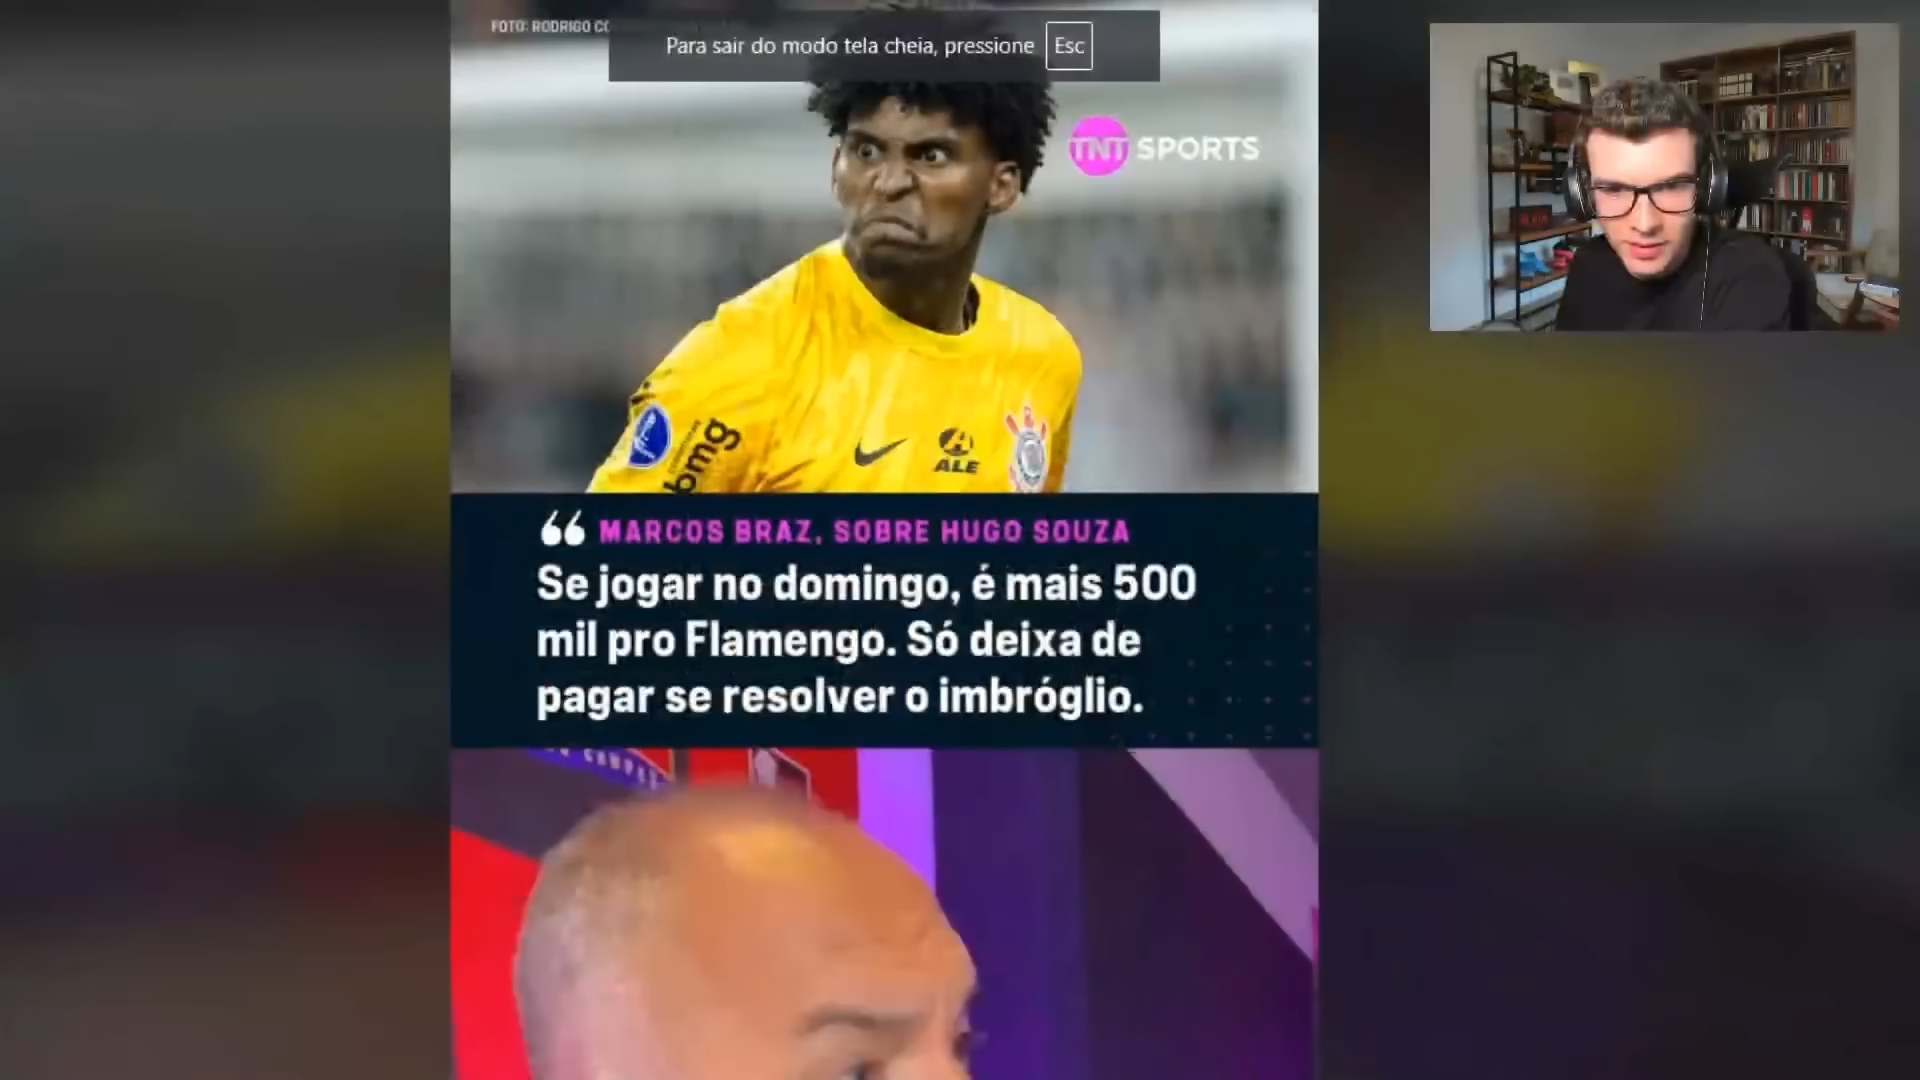 FOTO: RODRIGO CO
Para sair do modo tela cheia, pressione Esc
TNT SPORTS
bmg
ALE
MARCOS BRAZ, SOBRE HUGO SOUZA
Se jogar no domingo, é mais 500
mil pro Flamengo. Só deixa de
pagar se resolver o imbróglio.